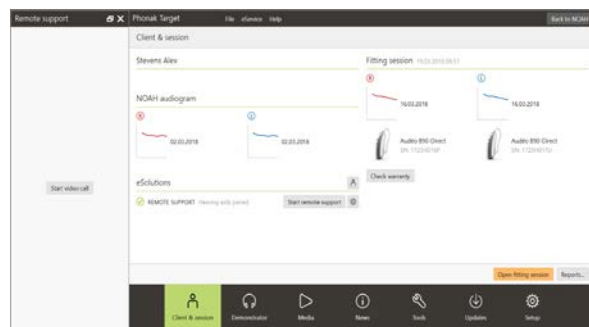 Remote support
Phonak Target
File eService Help
Back to NOAH
Client & session
Stevens Alex
Fitting session
NOAH audiogram
R
L
02.03.2018
02.03.2018
R
L
16.03.2018
16.03.2018
Audéo B90-Direct
Audéo B90-Direct
Check warranty
Start video call
eSolutions
REMOTE SUPPORT Hearing aids paired
Start remote support
Open fitting session
Reports...
Client & session
Demonstrator
Media
News
Tools
Updates
Setup